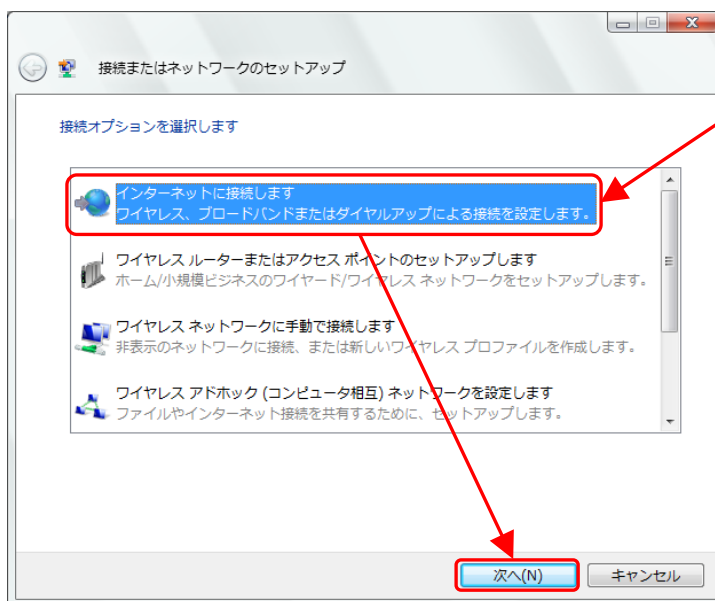 接続またはネットワークのセットアップ
接続オプションを選択します
インターネットに接続します
ワイヤレス、ブロードバンドまたはダイヤルアップによる接続を設定します。
ワイヤレス ルーターまたはアクセス ポイントのセットアップします
ホーム/小規模ビジネスのワイヤード/ワイヤレス ネットワークをセットアップします。
ワイヤレス ネットワークに手動で接続します
非表示のネットワークに接続、または新しいワイヤレス プロファイルを作成します。
ワイヤレス アドホック (コンピュータ相互) ネットワークを設定します
ファイルやインターネット接続を共有するために、セットアップします。
次へ(N)
キャンセル